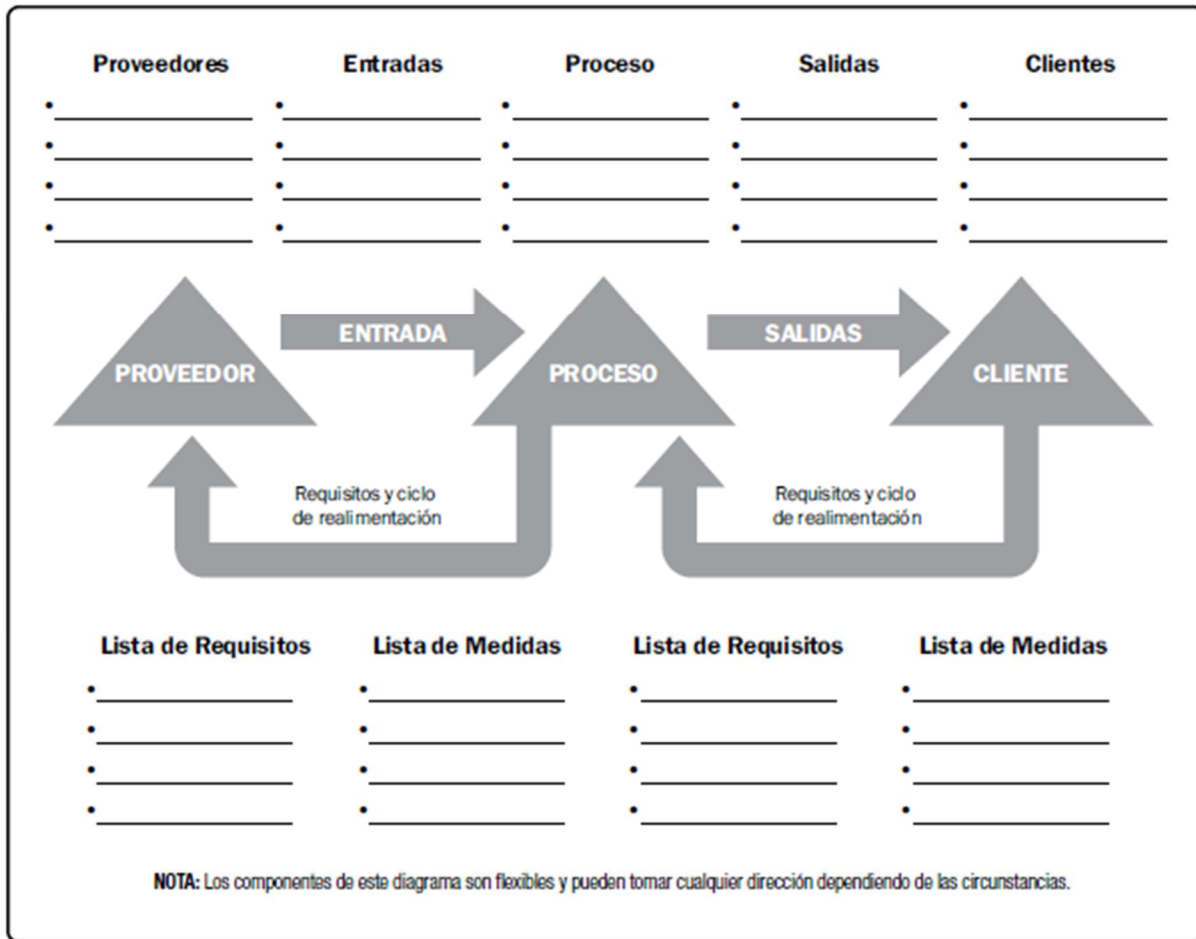 Proveedores Entradas Proceso Salidas Clientes
ENTRADA SALIDAS
PROVEEDOR PROCESO CLIENTE
Requisitos y ciclo
de realimentación
Requisitos y ciclo
de realimentación
Lista de Requisitos Lista de Medidas Lista de Requisitos Lista de Medidas
NOTA: Los componentes de este diagrama son flexibles y pueden tomar cualquier dirección dependiendo de las circunstancias.